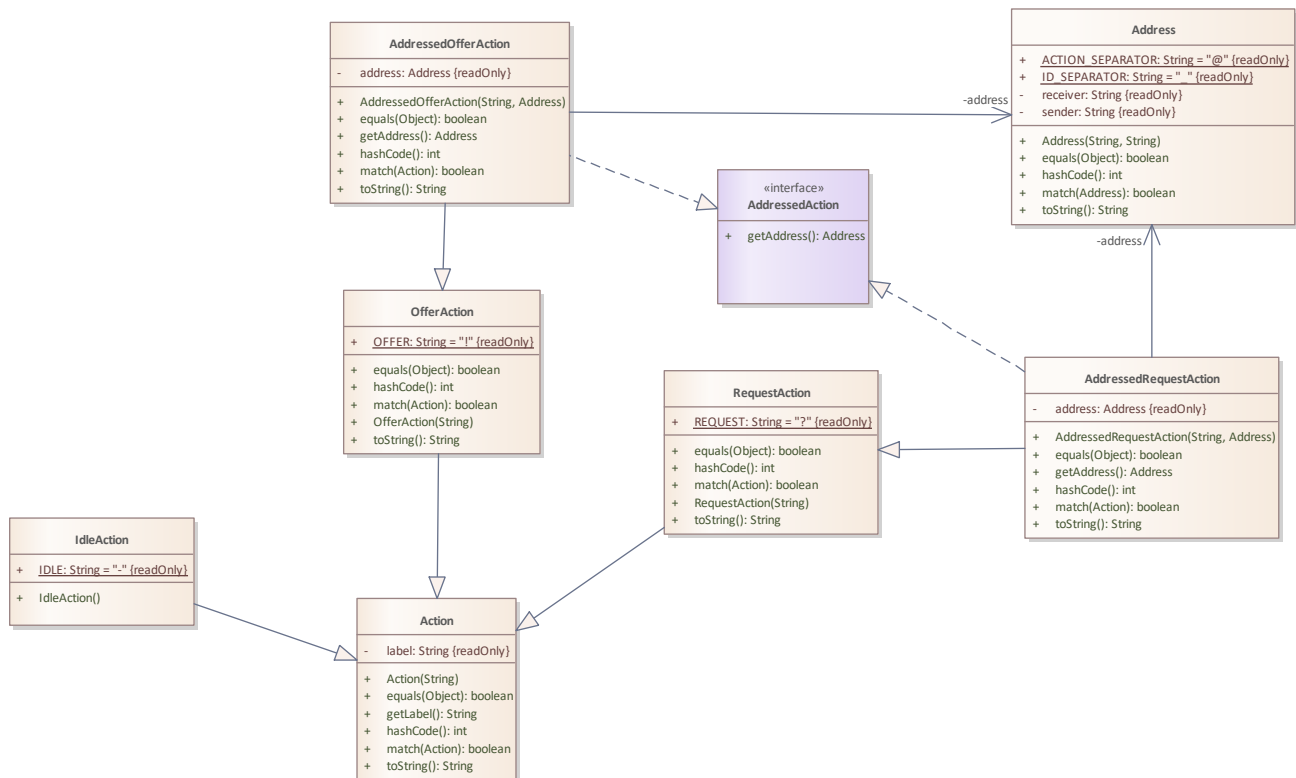 AddressedOfferAction
- address: Address {readOnly}
+ AddressedOfferAction(String, Address)
+ equals(Object): boolean
+ getAddress(): Address
+ hashCode(): int
+ match(Action): boolean
+ toString(): String
Address
+ ACTION_SEPARATOR: String = "@" {readOnly}
+ ID_SEPARATOR: String = "_" {readOnly}
- receiver: String {readOnly}
- sender: String {readOnly}
+ Address(String, String)
+ equals(Object): boolean
+ hashCode(): int
+ match(Address): boolean
+ toString(): String
-address
«interface»
AddressedAction
+ getAddress(): Address
-address
OfferAction
+ OFFER: String = "!" {readOnly}
+ equals(Object): boolean
+ hashCode(): int
+ match(Action): boolean
+ OfferAction(String)
+ toString(): String
RequestAction
+ REQUEST: String = "?" {readOnly}
+ equals(Object): boolean
+ hashCode(): int
+ match(Action): boolean
+ RequestAction(String)
+ toString(): String
AddressedRequestAction
- address: Address {readOnly}
+ AddressedRequestAction(String, Address)
+ equals(Object): boolean
+ getAddress(): Address
+ hashCode(): int
+ match(Action): boolean
+ toString(): String
IdleAction
+ IDLE: String = "-" {readOnly}
+ IdleAction()
Action
- label: String {readOnly}
+ Action(String)
+ equals(Object): boolean
+ getLabel(): String
+ hashCode(): int
+ match(Action): boolean
+ toString(): String